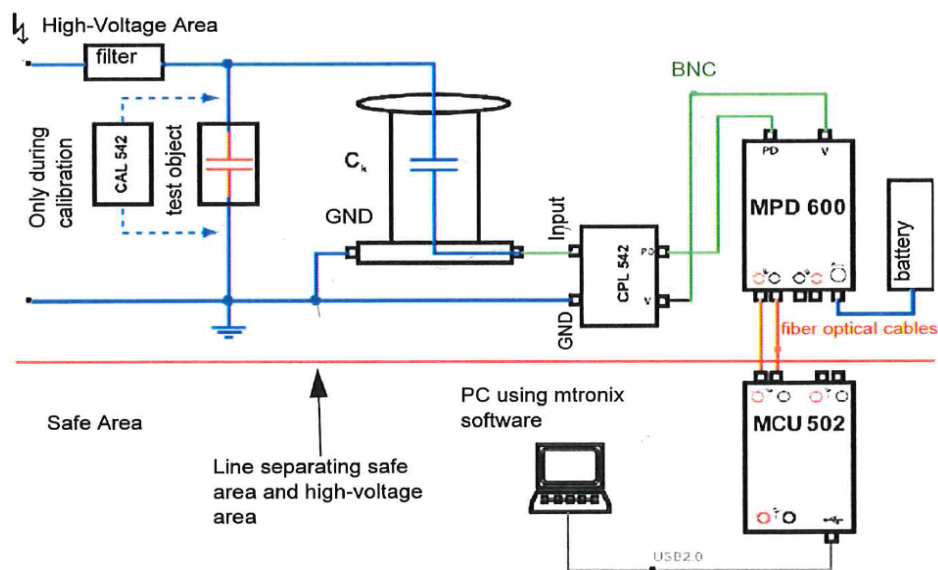 High-Voltage Area
filter
BNC
Only during
calibration
CAL 542
test object
Ck
GND
Input
GND
CPL 542
PD
V
PD
V
MPD 600
battery
fiber optical cables
Safe Area
Line separating safe
area and high-voltage
area
PC using mtronix
software
MCU 502
USB2.0